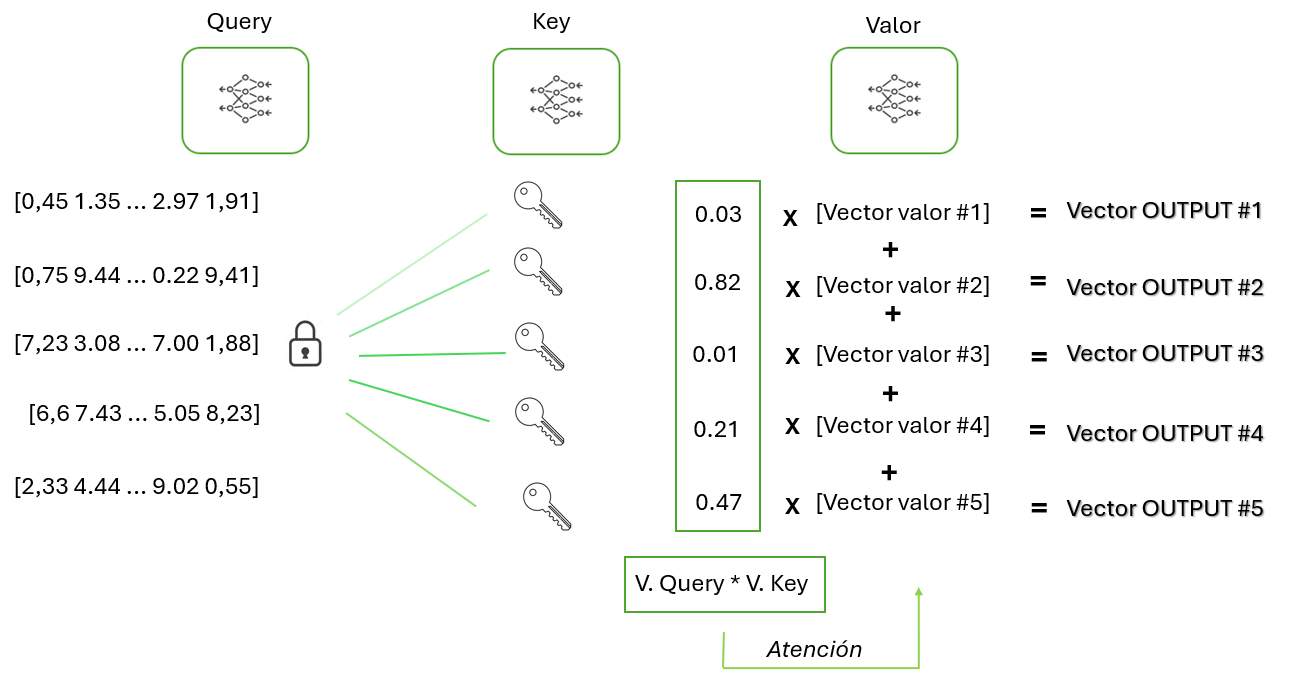 Query Key Valor
[0,45 1.35 ... 2.97 1,91] 0.03 X [Vector valor #1] = Vector OUTPUT #1
+
[0,75 9.44 ... 0.22 9,41] 0.82 X [Vector valor #2] = Vector OUTPUT #2
+
[7,23 3.08 ... 7.00 1,88] 0.01 X [Vector valor #3] = Vector OUTPUT #3
+
[6,6 7.43 ... 5.05 8,23] 0.21 X [Vector valor #4] = Vector OUTPUT #4
+
[2,33 4.44 ... 9.02 0,55] 0.47 X [Vector valor #5] = Vector OUTPUT #5
V. Query * V. Key
Atención